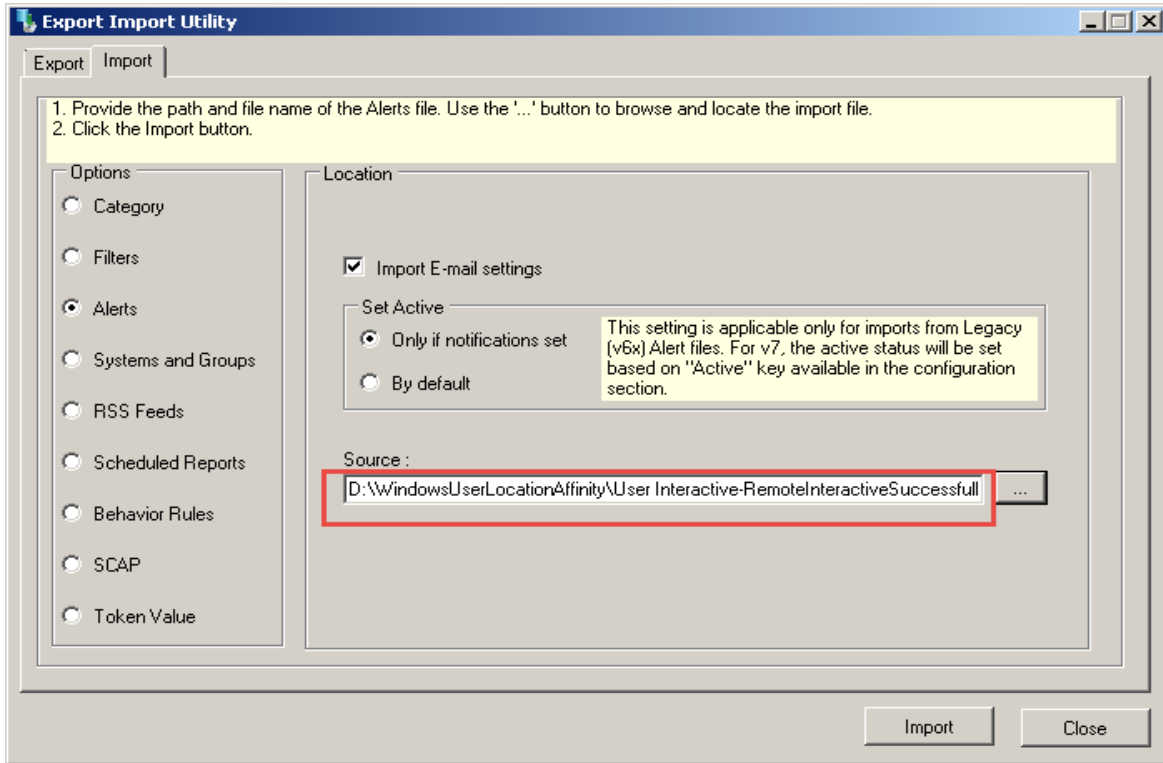 Export Import Utility
Export
Import
1. Provide the path and file name of the Alerts file. Use the '...' button to browse and locate the import file.
2. Click the Import button.
Options
Category
Filters
Alerts
Systems and Groups
RSS Feeds
Scheduled Reports
Behavior Rules
SCAP
Token Value
Location
Import E-mail settings
Set Active
Only if notifications set
By default
This setting is applicable only for imports from Legacy
(v6x) Alert files. For v7, the active status will be set
based on "Active" key available in the configuration
section.
Source :
D:\WindowsUserLocationAffinity\User Interactive-RemoteInteractiveSuccessfull
...
Import
Close